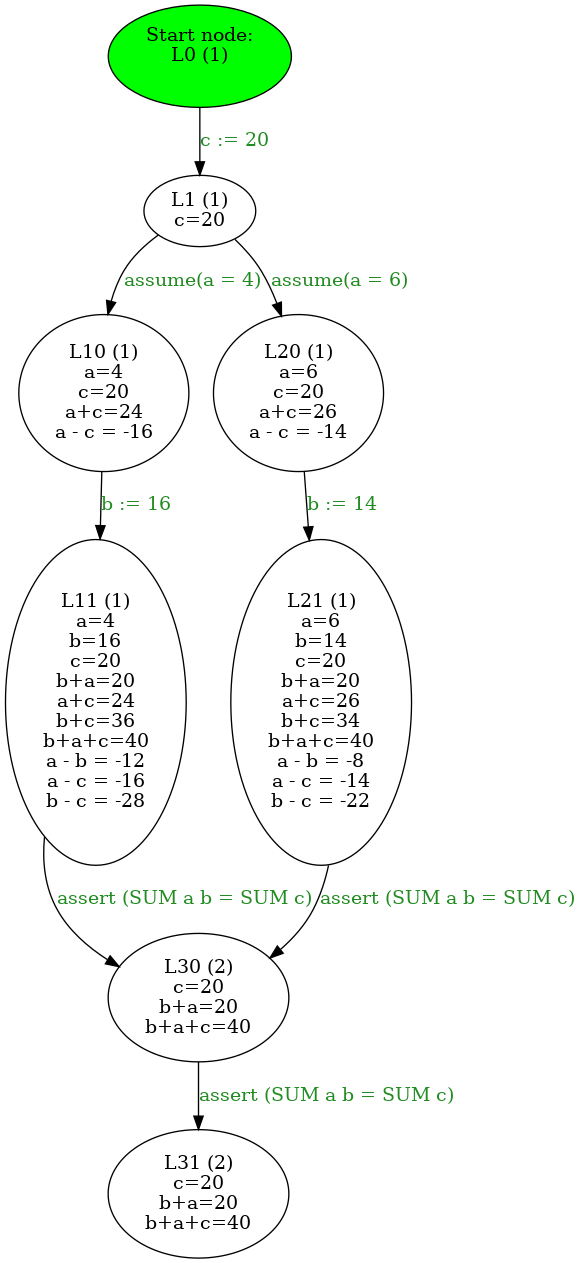 Start node:
L0 (1)
c := 20
L1 (1)
c=20
assume(a = 4)
assume(a = 6)
L10 (1)
a=4
c=20
a+c=24
a - c = -16
L20 (1)
a=6
c=20
a+c=26
a - c = -14
b := 16
b := 14
L11 (1)
a=4
b=16
c=20
b+a=20
a+c=24
b+c=36
b+a+c=40
a - b = -12
a - c = -16
b - c = -28
L21 (1)
a=6
b=14
c=20
b+a=20
a+c=26
b+c=34
b+a+c=40
a - b = -8
a - c = -14
b - c = -22
assert (SUM a b = SUM c)
assert (SUM a b = SUM c)
L30 (2)
c=20
b+a=20
b+a+c=40
assert (SUM a b = SUM c)
L31 (2)
c=20
b+a=20
b+a+c=40